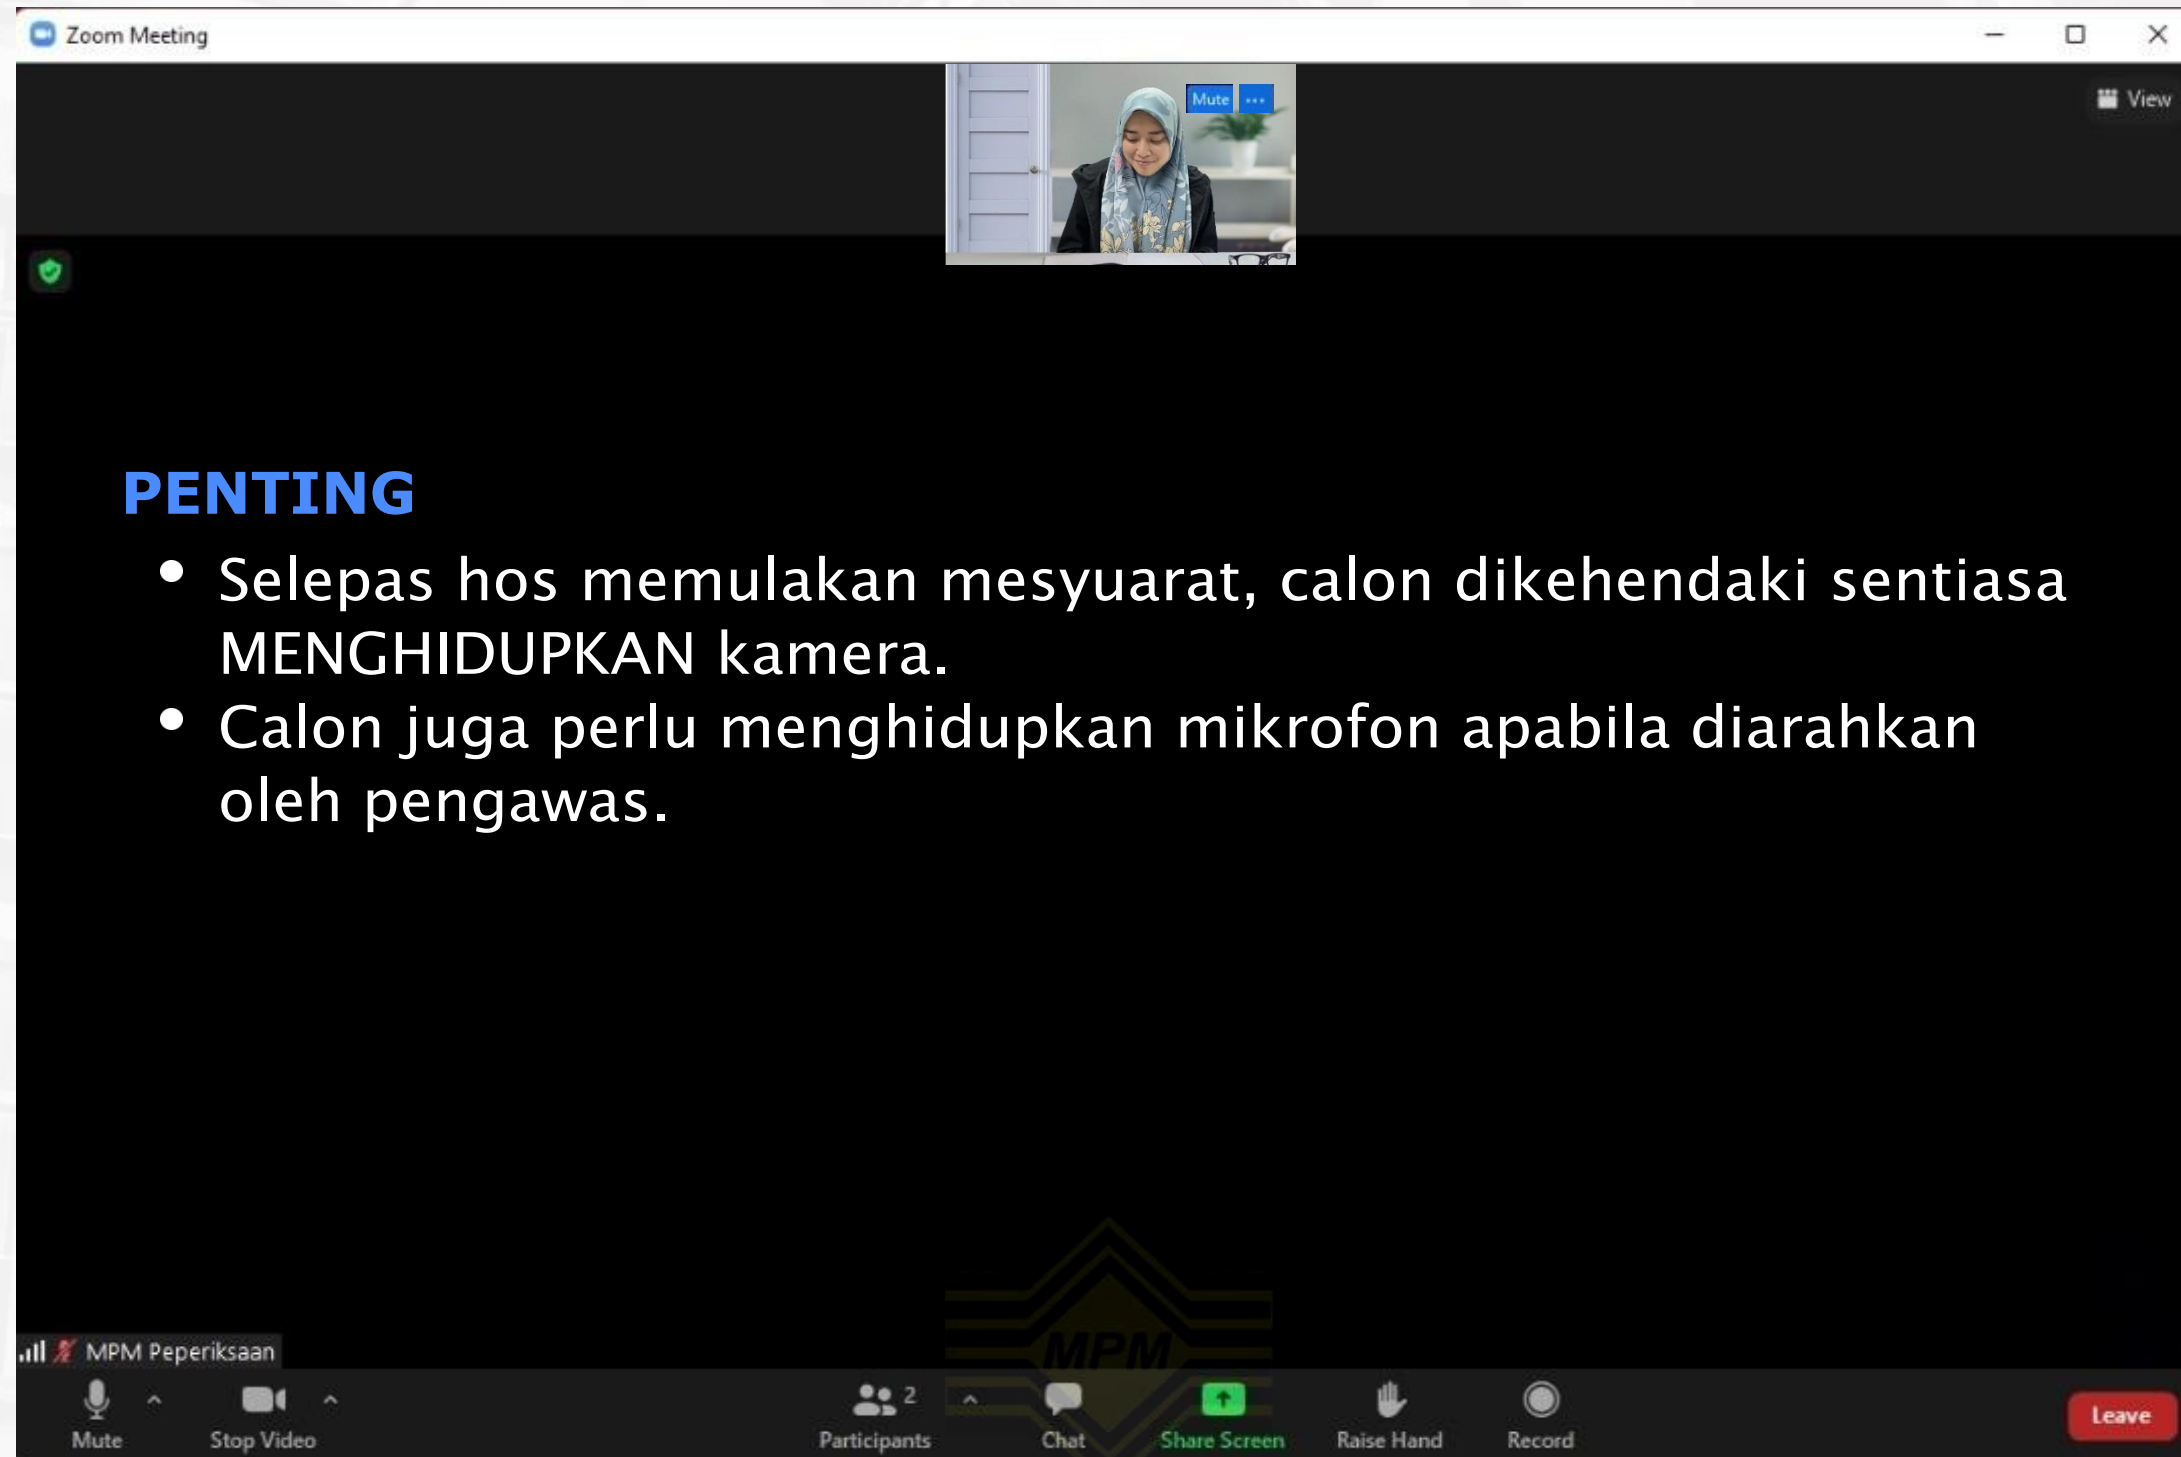 Zoom Meeting
Mute ...
View
PENTING
• Selepas hos memulakan mesyuarat, calon dikehendaki sentiasa
MENGHIDUPKAN kamera.
• Calon juga perlu menghidupkan mikrofon apabila diarahkan
oleh pengawas.
MPM
MPM Peperiksaan
2
Mute
Stop Video
Participants
Chat
Share Screen
Raise Hand
Record
Leave